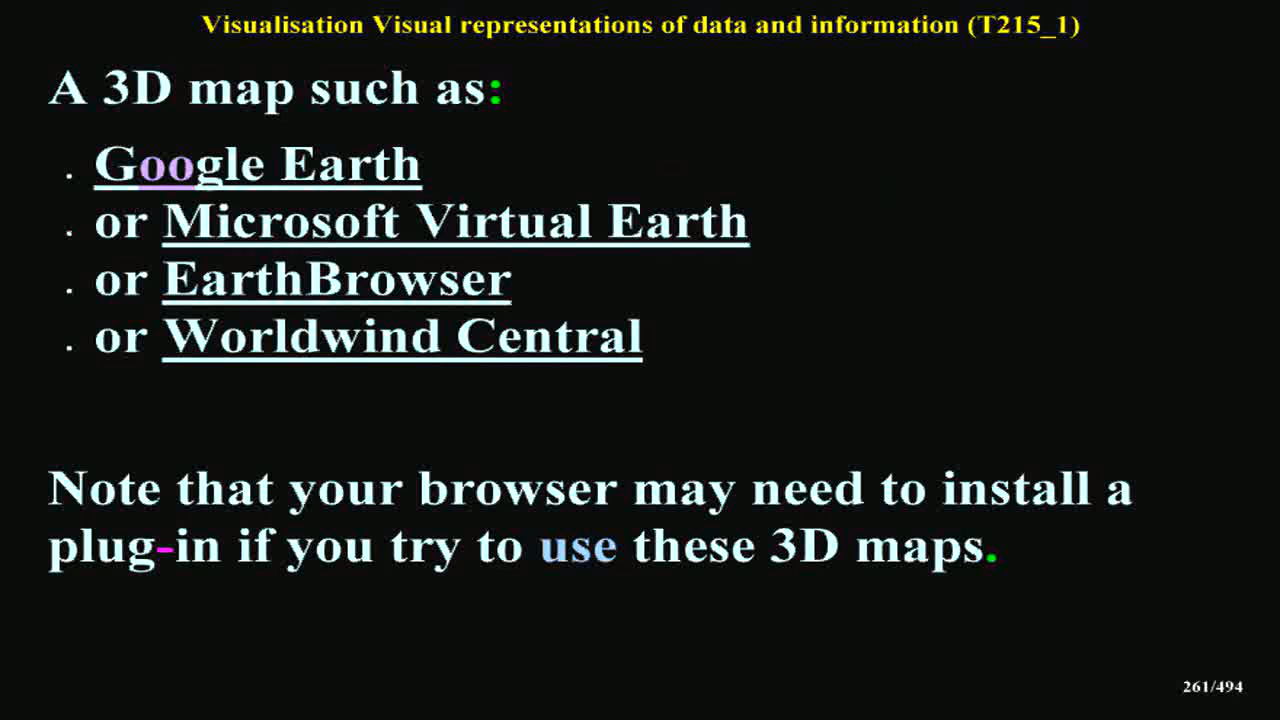 Visualisation Visual representations of data and information (T215_1)
A 3D map such as:
. Google Earth
. or Microsoft Virtual Earth
. or EarthBrowser
. or Worldwind Central
Note that your browser may need to install a
plug-in if you try to use these 3D maps.
261/494